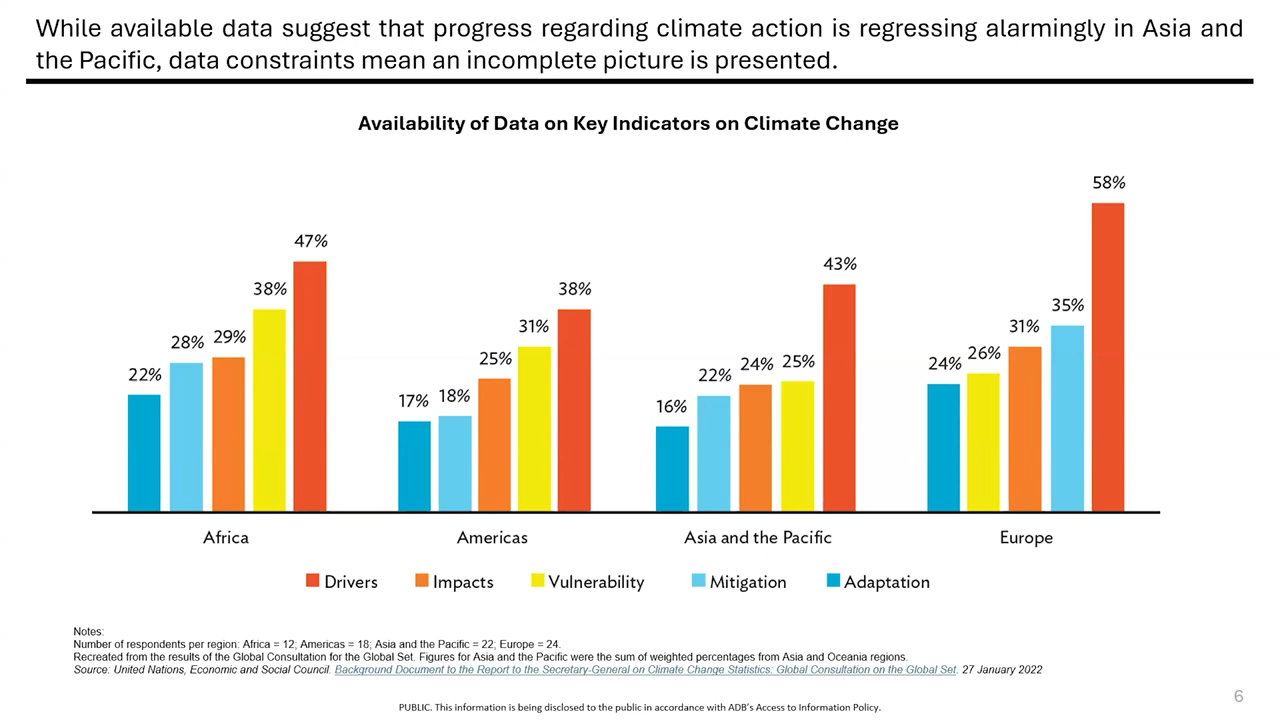 While available data suggest that progress regarding climate action is regressing alarmingly in Asia and
the Pacific, data constraints mean an incomplete picture is presented.
Availability of Data on Key Indicators on Climate Change
22%
28%
29%
38%
47%
17%
18%
25%
31%
38%
16%
22%
24%
25%
43%
24%
26%
31%
35%
58%
Africa
Americas
Asia and the Pacific
Europe
Drivers
Impacts
Vulnerability
Mitigation
Adaptation
Notes:
Number of respondents per region: Africa = 12; Americas = 18; Asia and the Pacific = 22; Europe = 24.
Recreated from the results of the Global Consultation for the Global Set. Figures for Asia and the Pacific were the sum of weighted percentages from Asia and Oceania regions.
Source: United Nations, Economic and Social Council. Background Document to the Report to the Secretary-General on Climate Change Statistics: Global Consultation on the Global Set. 27 January 2022
6
PUBLIC. This information is being disclosed to the public in accordance with ADB's Access to Information Policy.